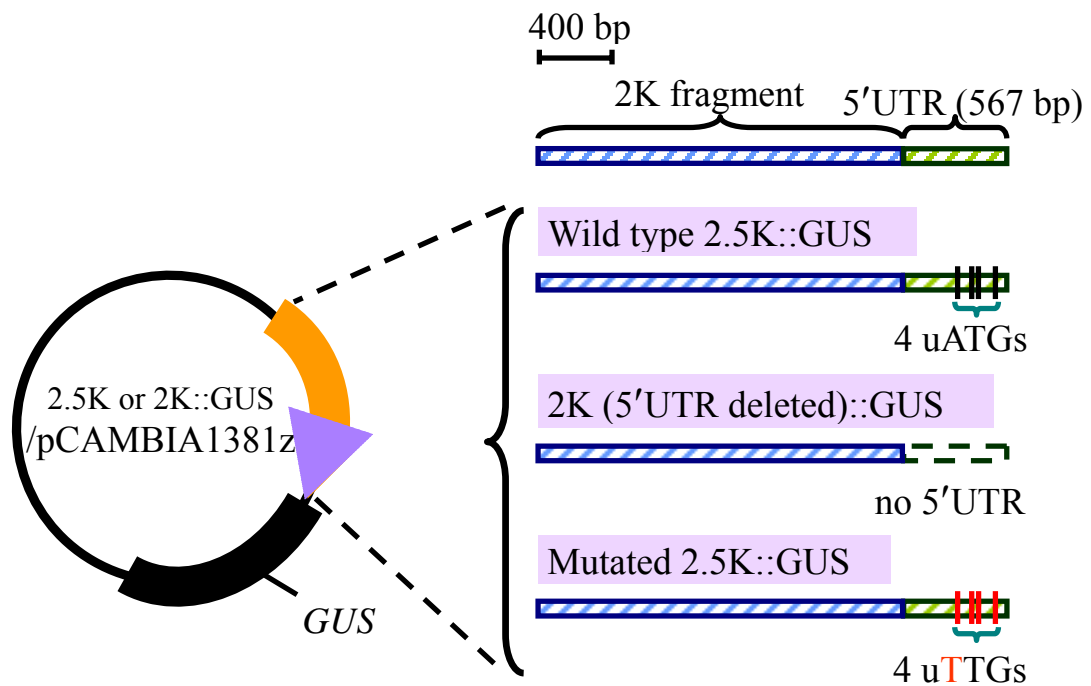 400 bp
2K fragment
5′UTR (567 bp)
Wild type 2.5K::GUS
4 uATGs
2.5K or 2K::GUS
/pCAMBIA1381z
2K (5′UTR deleted)::GUS
no 5′UTR
Mutated 2.5K::GUS
GUS
4 uTTGs